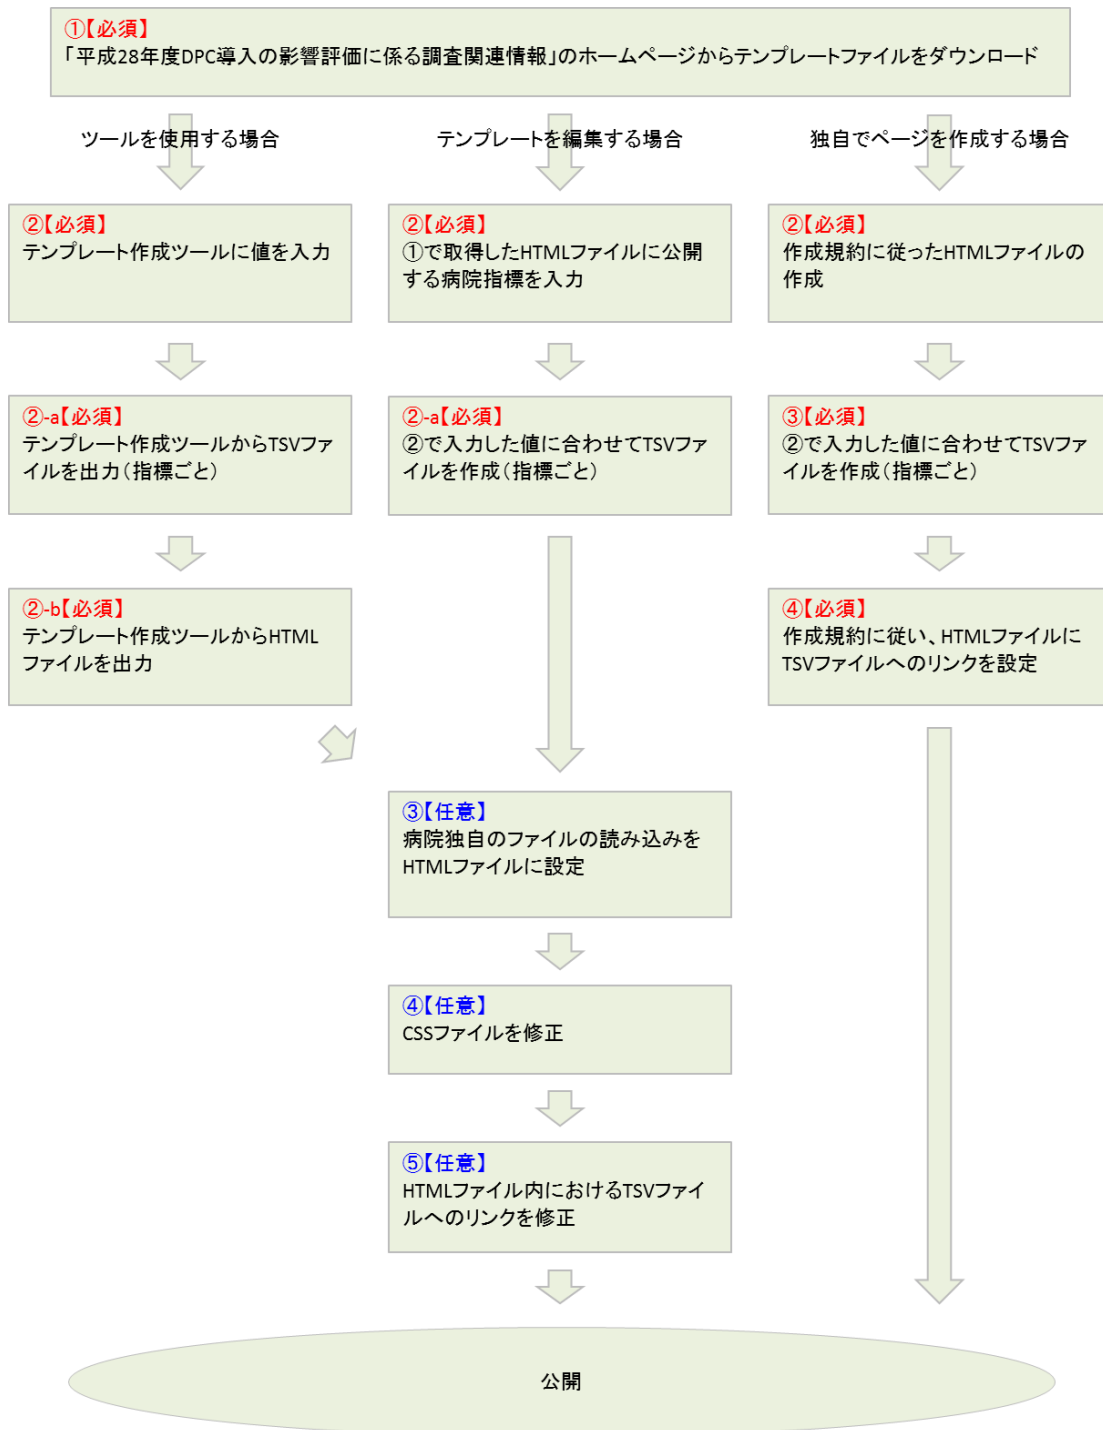 ①【必須】
「平成28年度DPC導入の影響評価に係る調査関連情報」のホームページからテンプレートファイルをダウンロード
ツールを使用する場合
テンプレートを編集する場合
独自でページを作成する場合
②【必須】
テンプレート作成ツールに値を入力
②【必須】
①で取得したHTMLファイルに公開
する病院指標を入力
②【必須】
作成規約に従ったHTMLファイルの
作成
②-a【必須】
テンプレート作成ツールからTSVファ
イルを出力（指標ごと）
②-a【必須】
②で入力した値に合わせてTSVフ
ァイルを作成（指標ごと）
③【必須】
②で入力した値に合わせてTSVフ
ァイルを作成（指標ごと）
②-b【必須】
テンプレート作成ツールからHTML
ファイルを出力
④【必須】
作成規約に従い、HTMLファイルに
TSVファイルへのリンクを設定
③【任意】
病院独自のファイルの読み込みを
HTMLファイルに設定
④【任意】
CSSファイルを修正
⑤【任意】
HTMLファイル内におけるTSVファイ
ルへのリンクを修正
公開